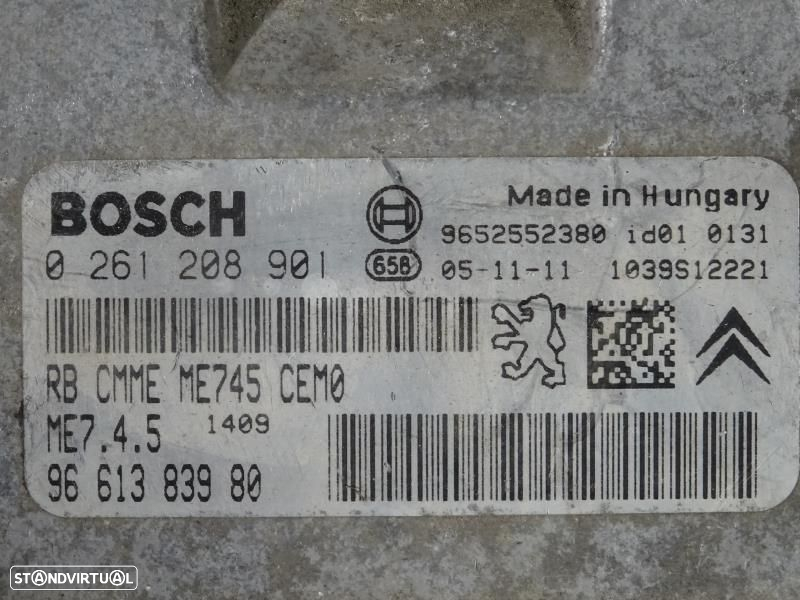 BOSCH
Made in Hungary
9652552380 id01 0131
0 261 208 901
658
05-11-11 1039S12221
RB CMME ME745 CEM0
ME7.4.5 1409
96 613 839 80
STANDVIRTUAL